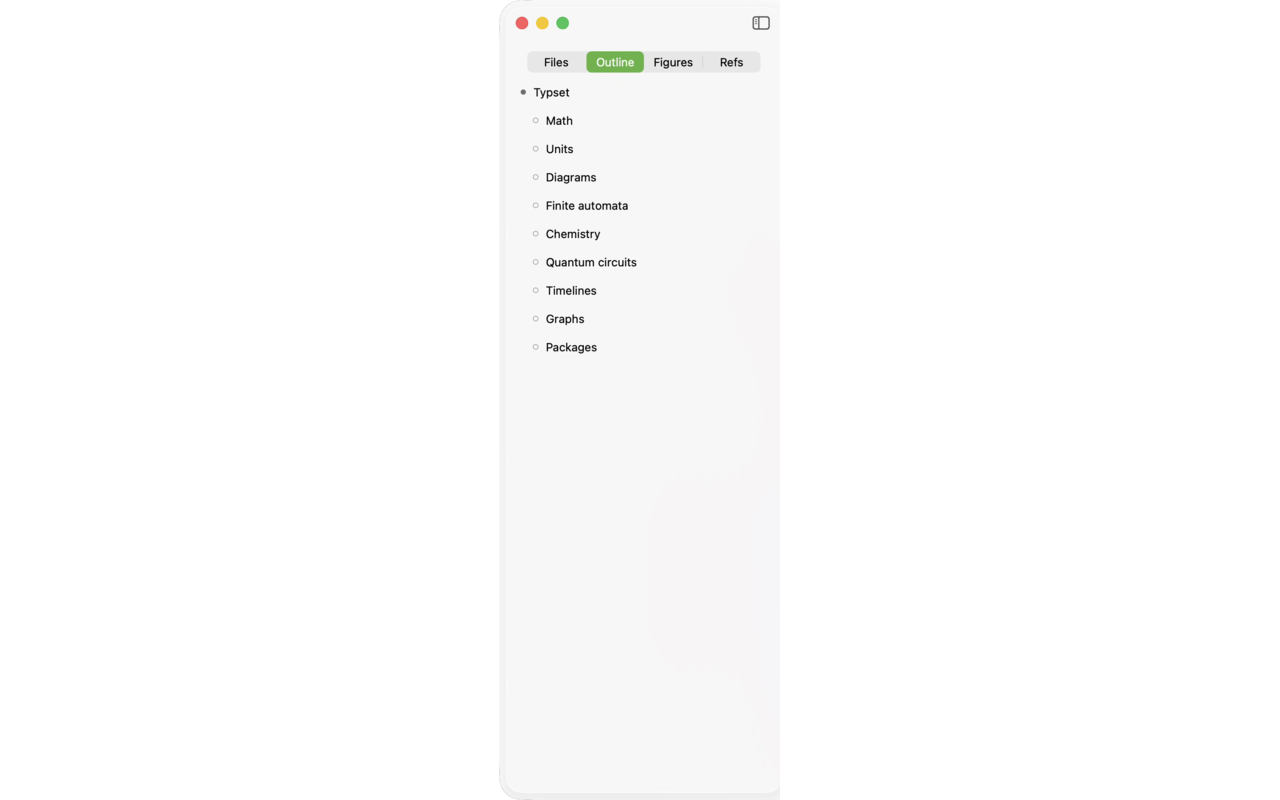 Files Outline Figures Refs
Typset
Math
Units
Diagrams
Finite automata
Chemistry
Quantum circuits
Timelines
Graphs
Packages